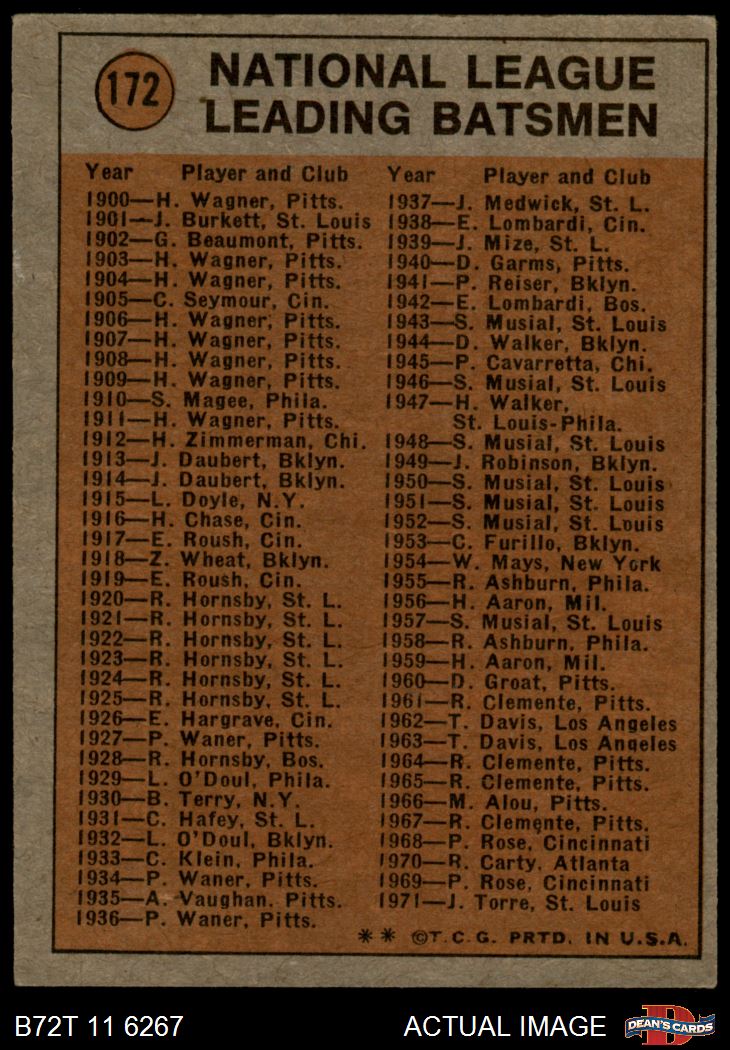 172
NATIONAL LEAGUE
LEADING BATSMEN
Year Player and Club
1900—H. Wagner, Pitts.
1901—J. Burkett, St. Louis
1902—G. Beaumont, Pitts.
1903—H. Wagner, Pitts.
1904—H. Wagner, Pitts.
1905—C. Seymour, Cin.
1906—H. Wagner, Pitts.
1907—H. Wagner, Pitts.
1908—H. Wagner, Pitts.
1909—H. Wagner, Pitts.
1910—S. Magee, Phila.
1911—H. Wagner, Pitts.
1912—H. Zimmerman, Chi.
1913—J. Daubert, Bklyn.
1914—J. Daubert, Bklyn.
1915—L. Doyle, N.Y.
1916—H. Chase, Cin.
1917—E. Roush, Cin.
1918—Z. Wheat, Bklyn.
1919—E. Roush, Cin.
1920—R. Hornsby, St. L.
1921—R. Hornsby, St. L.
1922—R. Hornsby, St. L.
1923—R. Hornsby, St. L.
1924—R. Hornsby, St. L.
1925—R. Hornsby, St. L.
1926—E. Hargrave, Cin.
1927—P. Waner, Pitts.
1928—R. Hornsby, Bos.
1929—L. O'Doul, Phila.
1930—B. Terry, N.Y.
1931—C. Hafey, St. L.
1932—L. O'Doul, Bklyn.
1933—C. Klein, Phila.
1934—P. Waner, Pitts.
1935—A. Vaughan, Pitts.
1936—P. Waner, Pitts.
Year Player and Club
1937—J. Medwick, St. L.
1938—E. Lombardi, Cin.
1939—J. Mize, St. L.
1940—D. Garms, Pitts.
1941—P. Reiser, Bklyn.
1942—E. Lombardi, Bos.
1943—S. Musial, St. Louis
1944—D. Walker, Bklyn.
1945—P. Cavarretta, Chi.
1946—S. Musial, St. Louis
1947—H. Walker,
St. Louis-Phila.
1948—S. Musial, St. Louis
1949—J. Robinson, Bklyn.
1950—S. Musial, St. Louis
1951—S. Musial, St. Louis
1952—S. Musial, St. Louis
1953—C. Furillo, Bklyn.
1954—W. Mays, New York
1955—R. Ashburn, Phila.
1956—H. Aaron, Mil.
1957—S. Musial, St. Louis
1958—R. Ashburn, Phila.
1959—H. Aaron, Mil.
1960—D. Groat, Pitts.
1961—R. Clemente, Pitts.
1962—T. Davis, Los Angeles
1963—T. Davis, Los Angeles
1964—R. Clemente, Pitts.
1965—R. Clemente, Pitts.
1966—M. Alou, Pitts.
1967—R. Clemente, Pitts.
1968—P. Rose, Cincinnati
1970—R. Carty, Atlanta
1969—P. Rose, Cincinnati
1971—J. Torre, St. Louis
** ©T.C.G. PRTD. IN U.S.A.
B72T 11 6267
ACTUAL IMAGE
D
DEAN'S CARDS